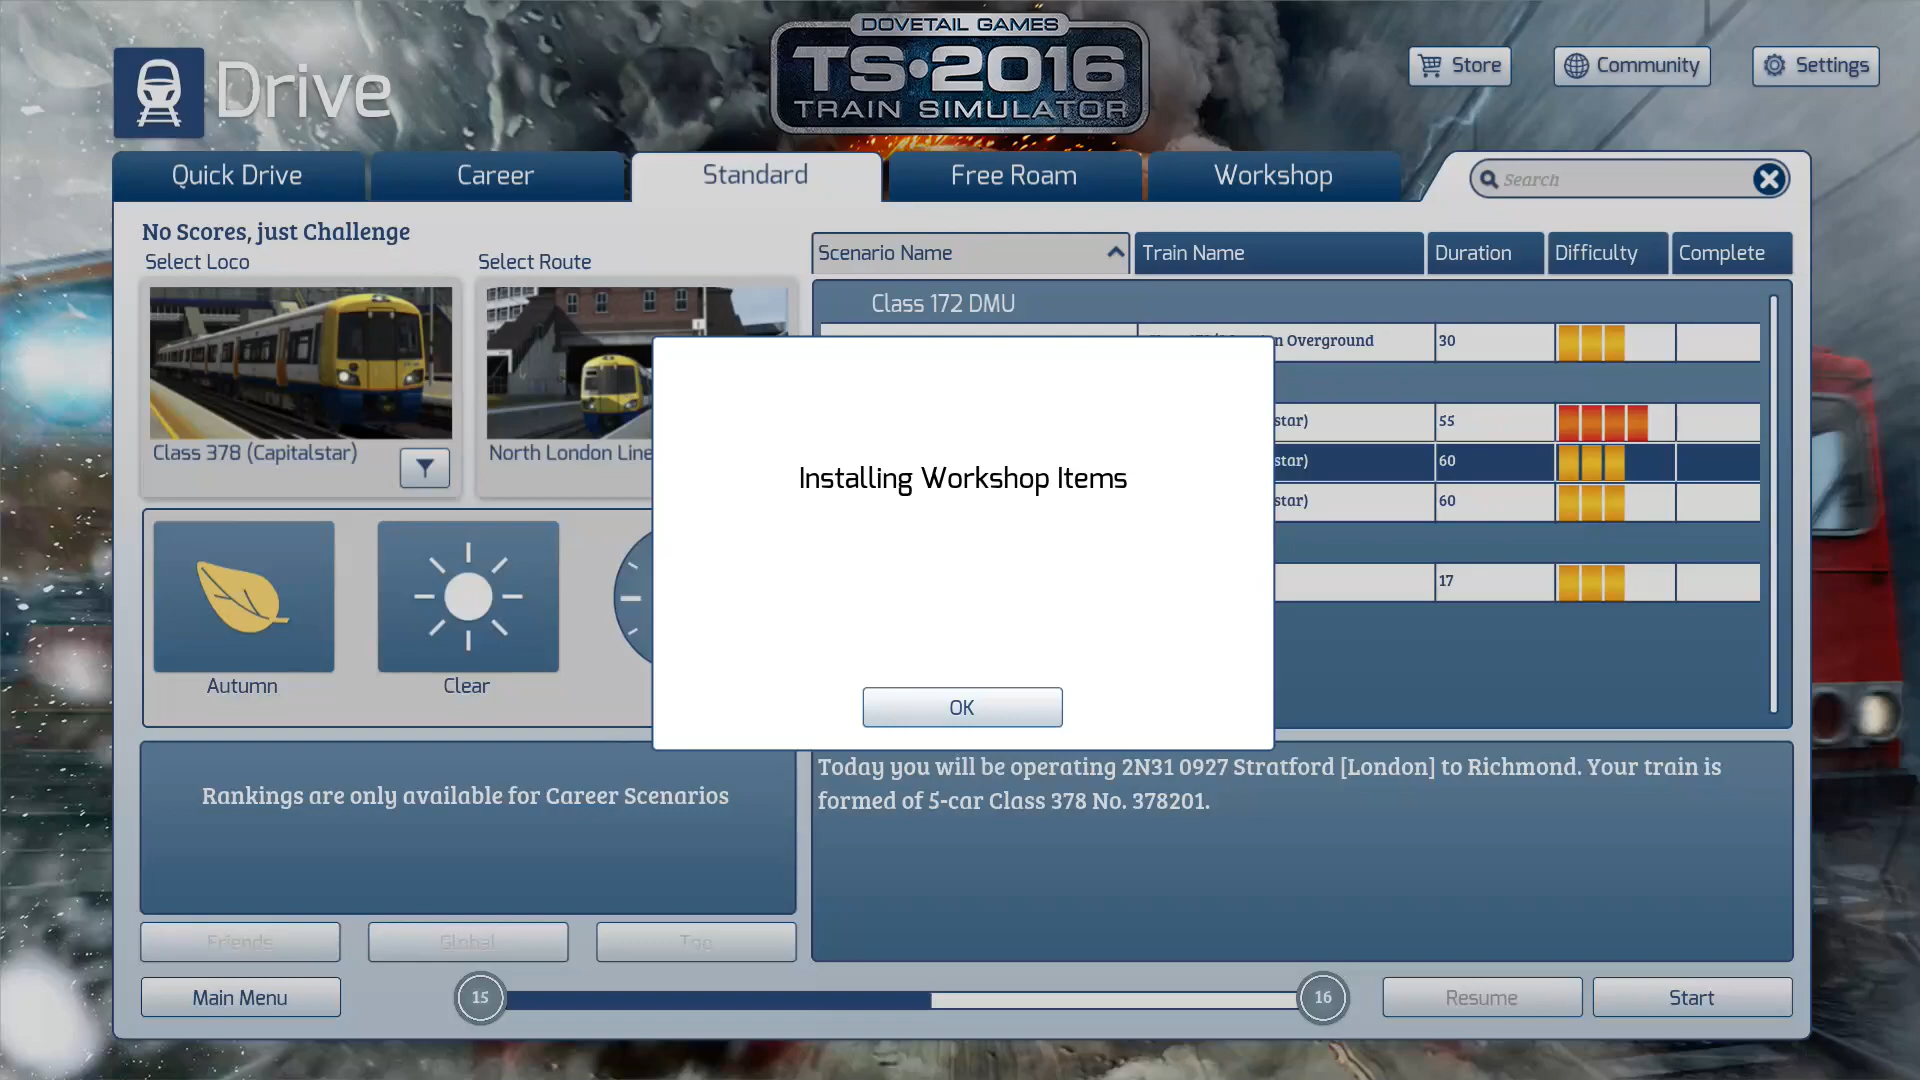 DOVETAIL GAMES
TS•2016
TRAIN SIMULATOR
Drive
Store
Community
Settings
Quick Drive
Career
Standard
Free Roam
Workshop
Search
No Scores, just Challenge
Select Loco
Select Route
Scenario Name
Train Name
Duration
Difficulty
Complete
Class 172 DMU
Overground
30
Class 378 (Capitalstar)
North London Line
star)
55
star)
60
star)
60
17
Installing Workshop Items
OK
Autumn
Clear
Rankings are only available for Career Scenarios
Today you will be operating 2N31 0927 Stratford [London] to Richmond. Your train is
formed of 5-car Class 378 No. 378201.
Friends
Global
Top
Main Menu
15
16
Resume
Start